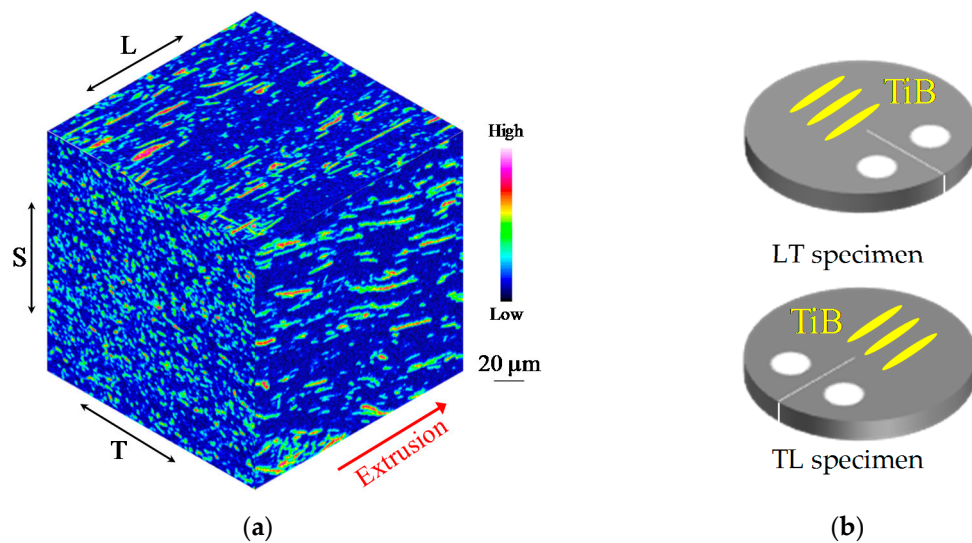 L
S
T
Extrusion
High
Low
20 μm
(a)
TiB
LT specimen
TiB
TL specimen
(b)